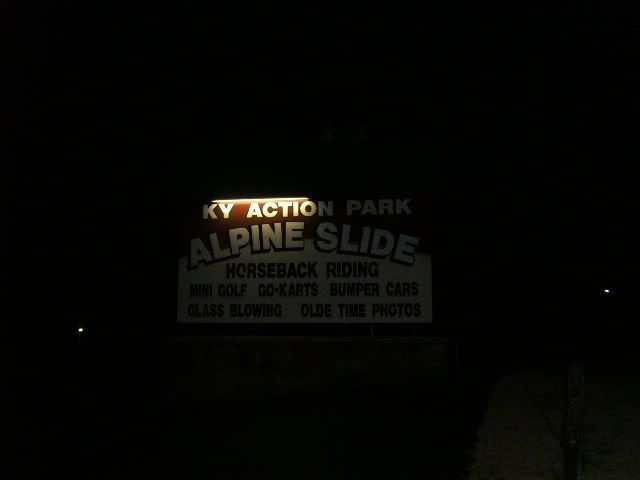 KY ACTION PARK
ALPINE SLIDE
HORSEBACK RIDING
MINI GOLF GO-KARTS BUMPER CARS
GLASS BLOWING OLDE TIME PHOTOS